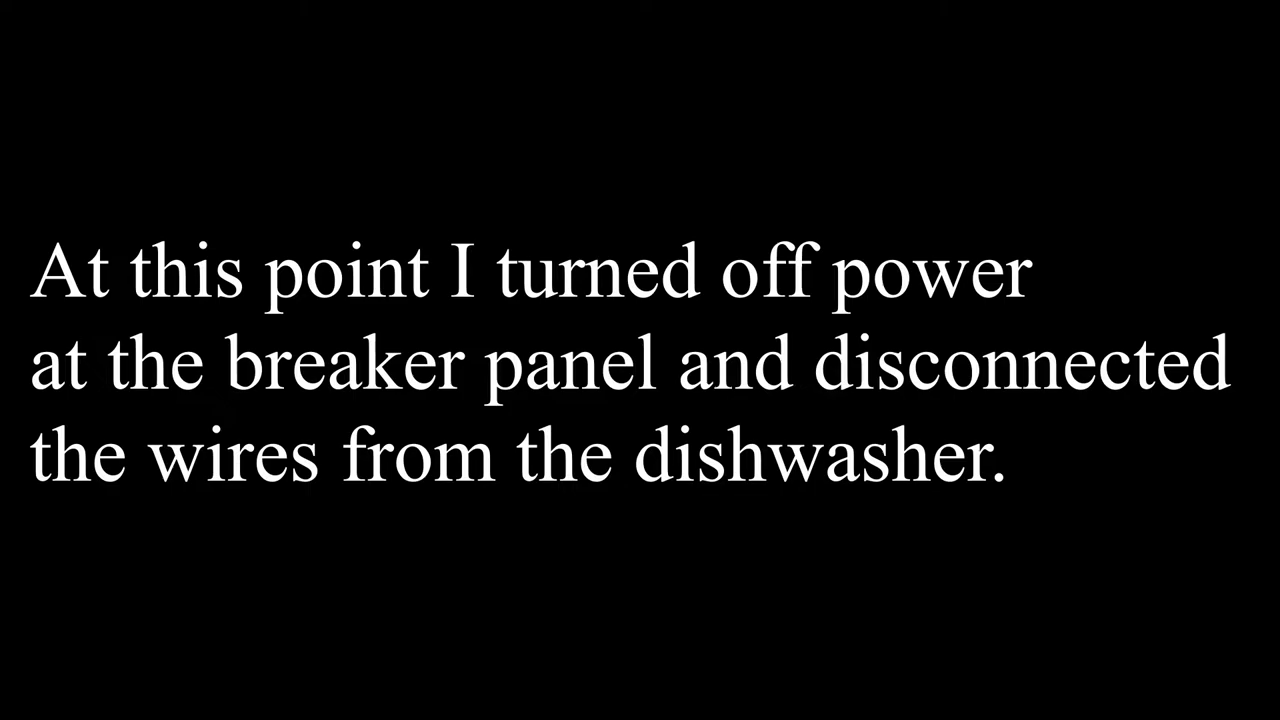 At this point I turned off power
at the breaker panel and disconnected
the wires from the dishwasher.